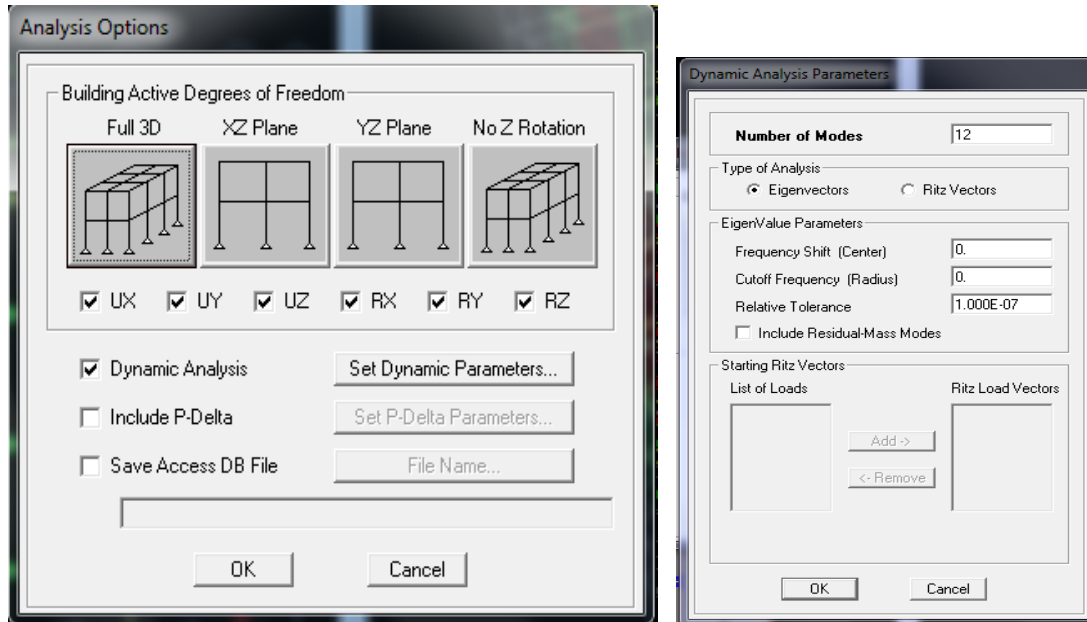 Analysis Options
Building Active Degrees of Freedom
Full 3D XZ Plane YZ Plane No Z Rotation
UX UY UZ RX RY RZ
Dynamic Analysis Set Dynamic Parameters...
Include P-Delta Set P-Delta Parameters...
Save Access DB File File Name...
OK Cancel
Dynamic Analysis Parameters
Number of Modes 12
Type of Analysis
Eigenvectors Ritz Vectors
EigenValue Parameters
Frequency Shift (Center) 0.
Cutoff Frequency (Radius) 0.
Relative Tolerance 1.000E-07
Include Residual-Mass Modes
Starting Ritz Vectors
List of Loads Ritz Load Vectors
Add ->
<- Remove
OK Cancel